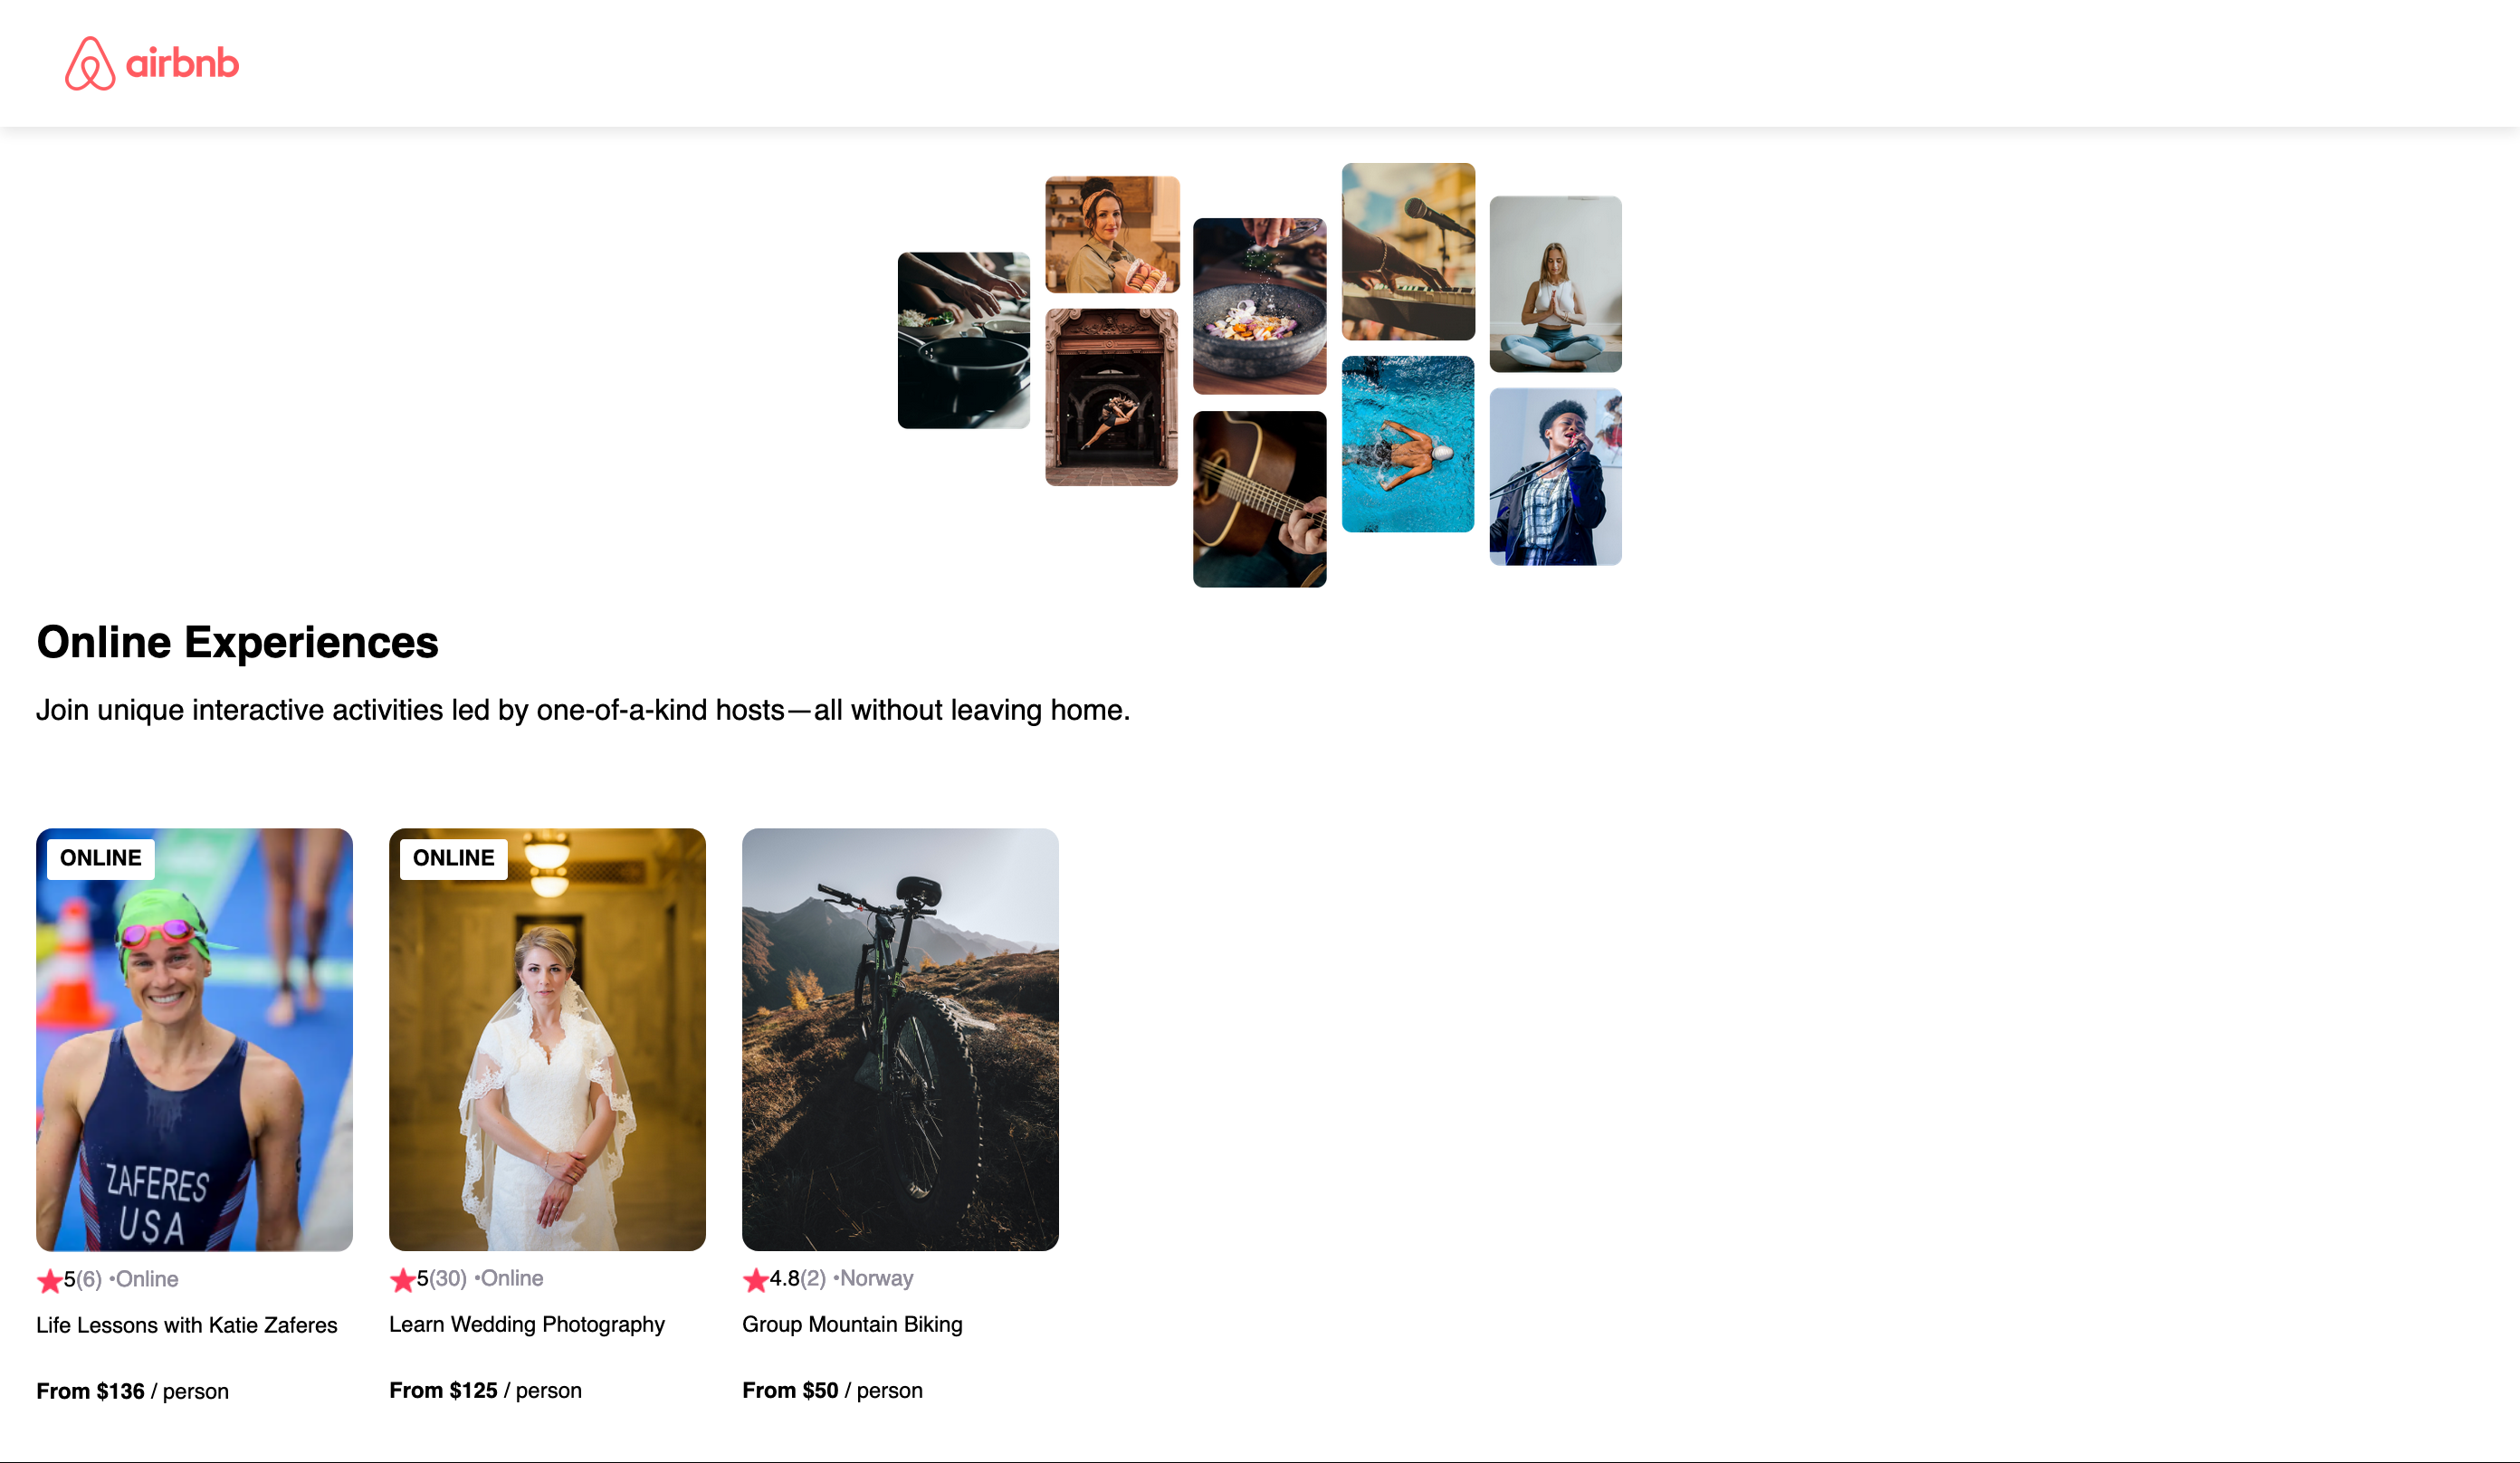 airbnb
Online Experiences
Join unique interactive activities led by one-of-a-kind hosts—all without leaving home.
ONLINE
ZAFERES
USA
5(6) •Online
Life Lessons with Katie Zaferes
From $136 / person
ONLINE
5(30) •Online
Learn Wedding Photography
From $125 / person
4.8(2) •Norway
Group Mountain Biking
From $50 / person